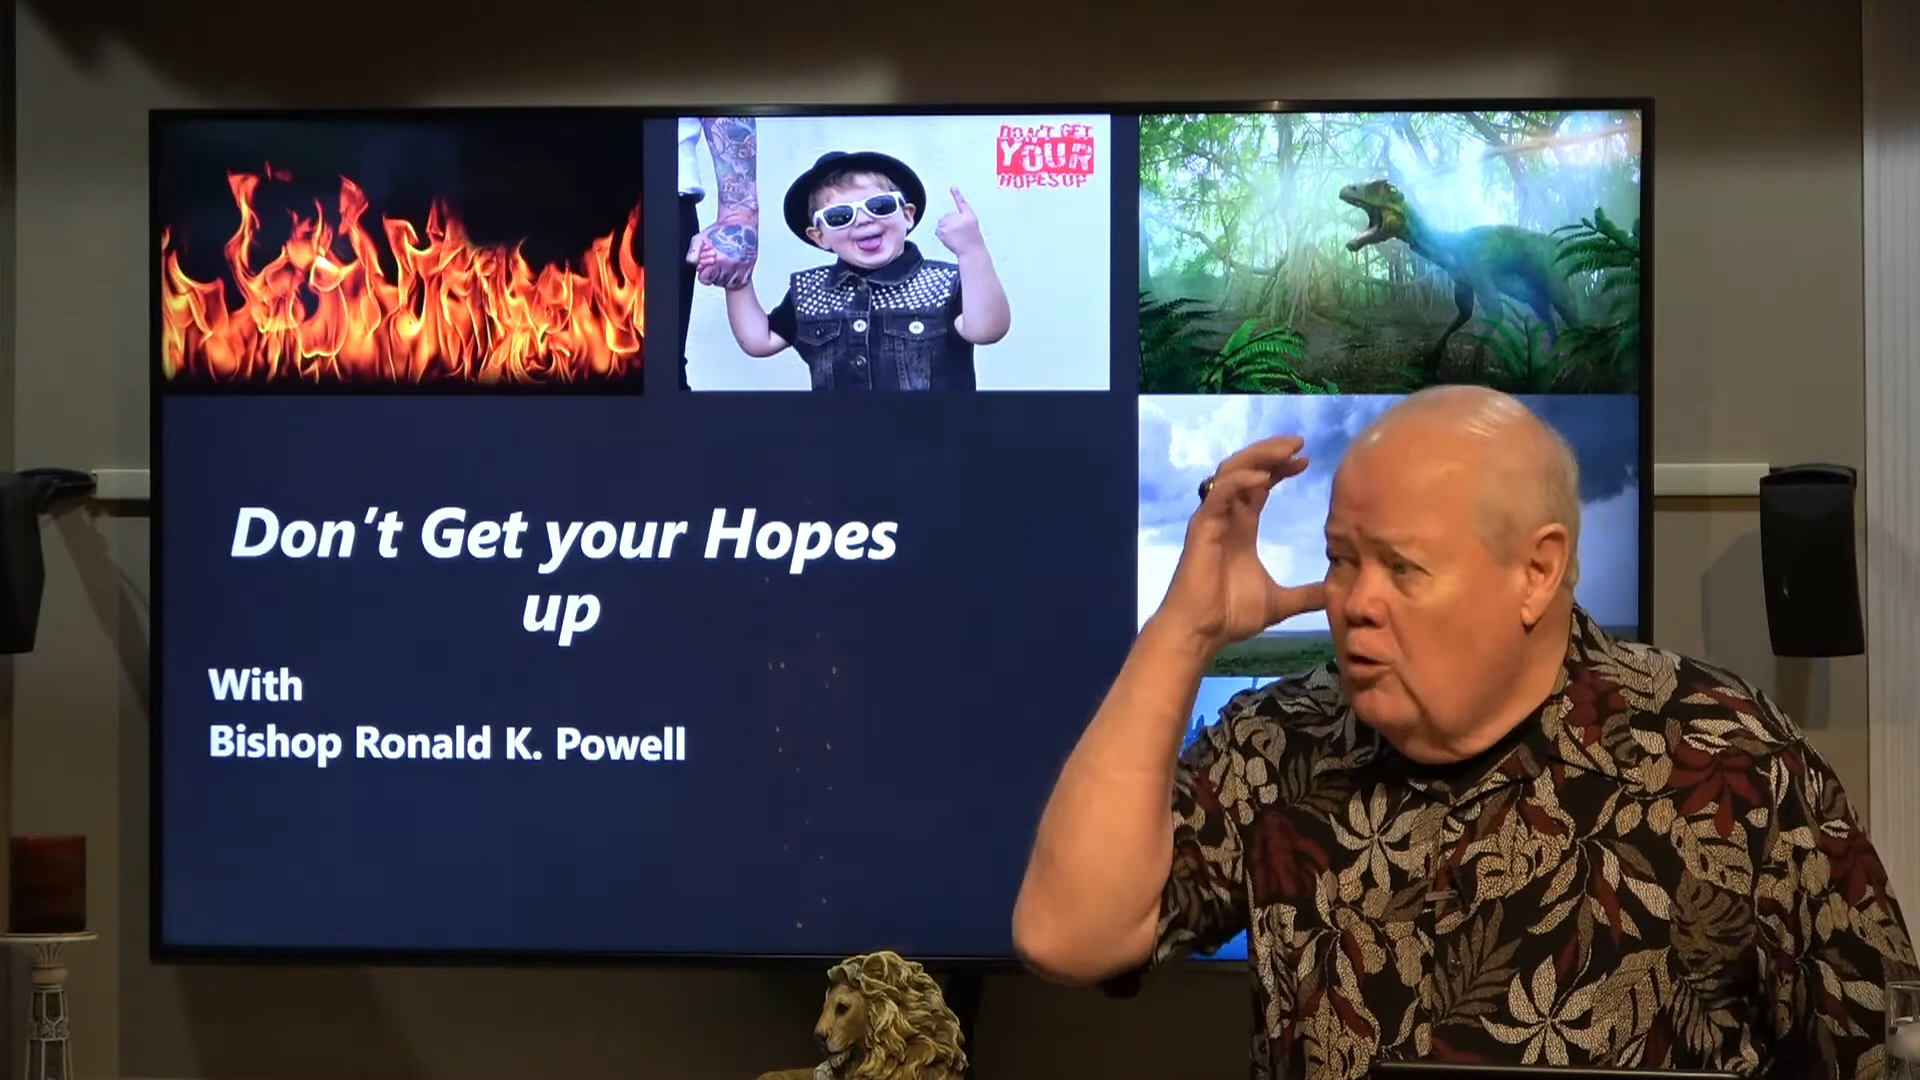 DON'T GET
YOUR
HOPES UP
Don't Get your Hopes
up
With
Bishop Ronald K. Powell